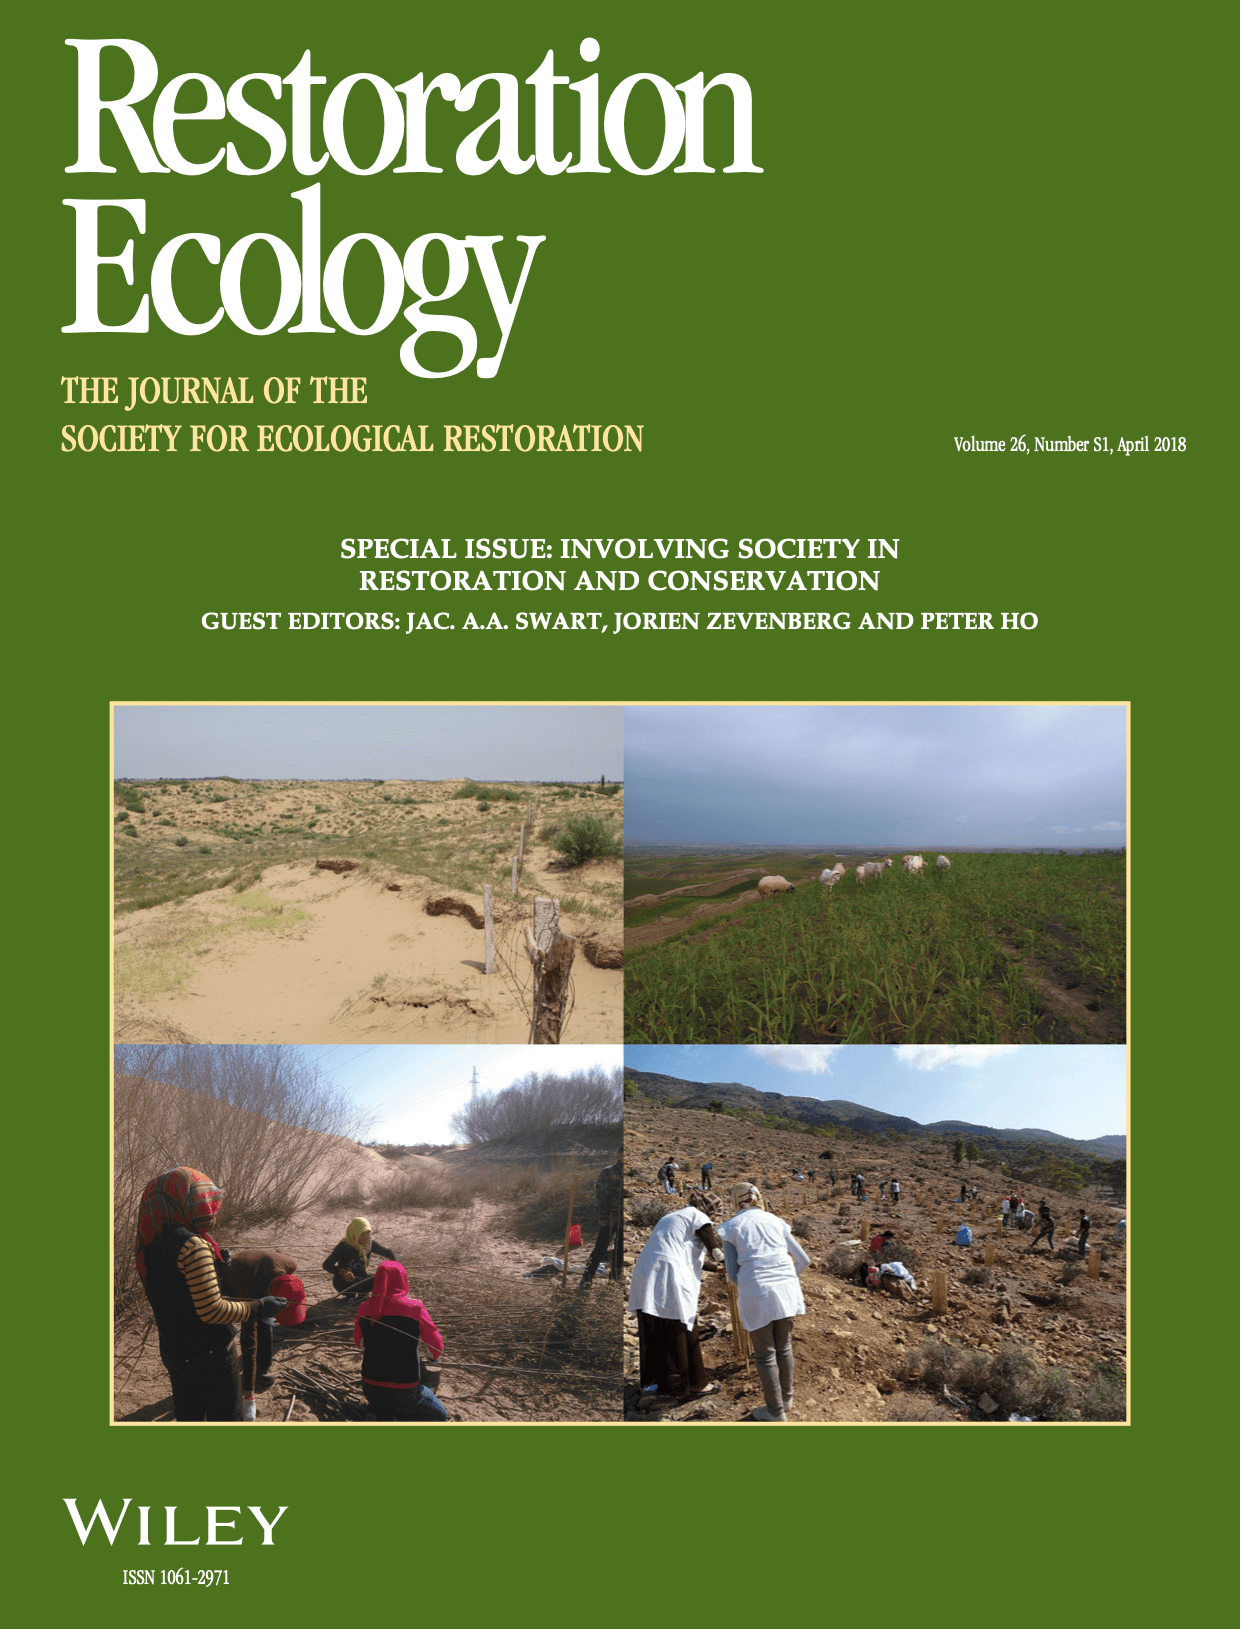 Restoration
Ecology
THE JOURNAL OF THE
SOCIETY FOR ECOLOGICAL RESTORATION
Volume 26, Number S1, April 2018
SPECIAL ISSUE: INVOLVING SOCIETY IN
RESTORATION AND CONSERVATION
GUEST EDITORS: JAC. A.A. SWART, JORIEN ZEVENBERG AND PETER HO
WILEY
ISSN 1061-2971